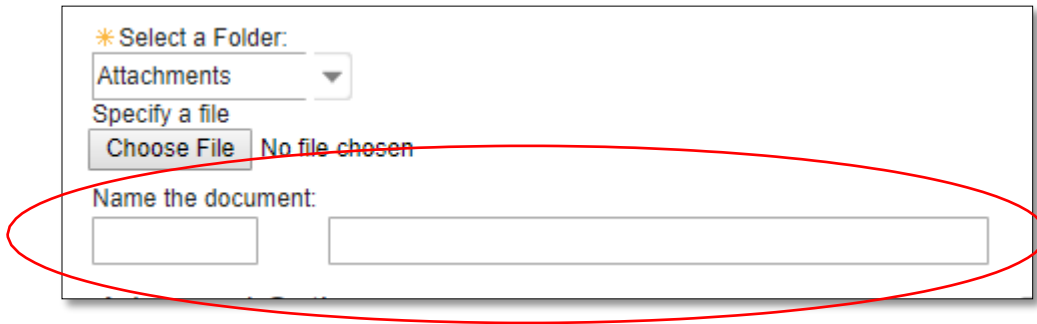 ✳Select a Folder:
Attachments
Specify a file
Choose File No file chosen
Name the document: